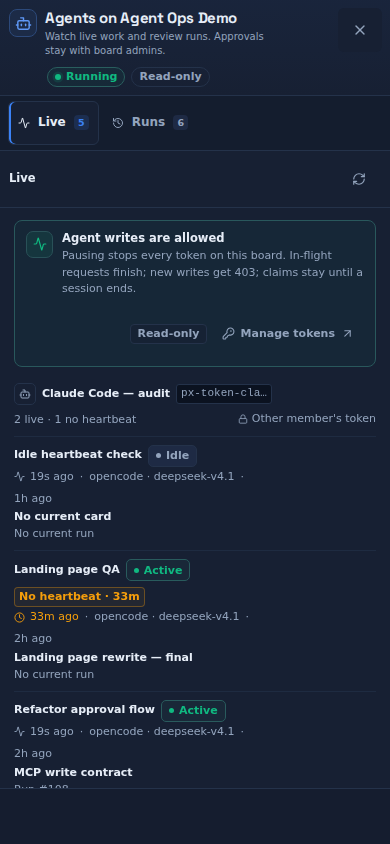 Agents on Agent Ops Demo
Watch live work and review runs. Approvals
stay with board admins.
Running Read-only
Live 5 Runs 6
Live
Agent writes are allowed
Pausing stops every token on this board. In-flight
requests finish; new writes get 403; claims stay until a
session ends.
Read-only Manage tokens
Claude Code — audit px-token-cla…
2 live · 1 no heartbeat Other member's token
Idle heartbeat check Idle
19s ago · opencode · deepseek-v4.1 ·
1h ago
No current card
No current run
Landing page QA Active
No heartbeat · 33m
33m ago · opencode · deepseek-v4.1 ·
2h ago
Landing page rewrite — final
No current run
Refactor approval flow Active
19s ago · opencode · deepseek-v4.1 ·
2h ago
MCP write contract